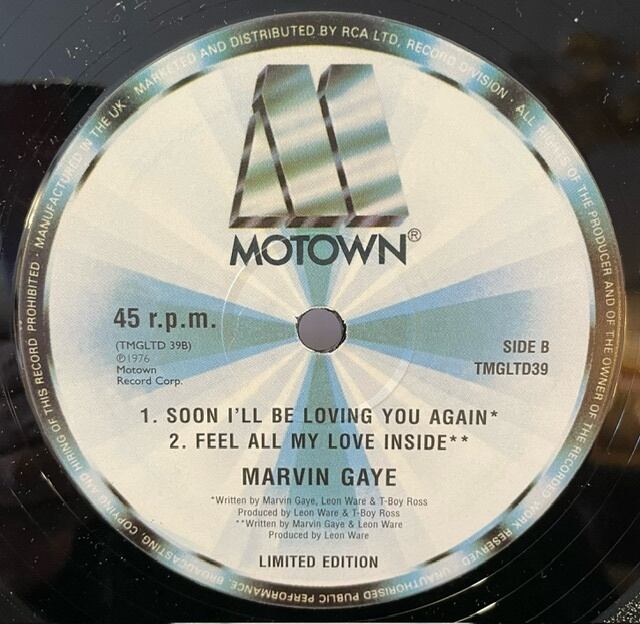 MANUFACTURED IN THE UK · MARKETED AND DISTRIBUTED BY RCA LTD, RECORD DIVISION · ALL RIGHTS OF THE PRODUCER AND OF THE OWNER OF THE RECORDED WORK RESERVED · UNAUTHORISED PUBLIC PERFORMANCE, BROADCASTING, COPYING AND HIRING OF THIS RECORD PROHIBITED ·
MOTOWN®
45 r.p.m.
(TMGLTD 39B)
℗1976
Motown
Record Corp.
SIDE B
TMGLTD39
1. SOON I'LL BE LOVING YOU AGAIN*
2. FEEL ALL MY LOVE INSIDE**
MARVIN GAYE
*Written by Marvin Gaye, Leon Ware & T-Boy Ross
Produced by Leon Ware & T-Boy Ross
**Written by Marvin Gaye & Leon Ware
Produced by Leon Ware
LIMITED EDITION